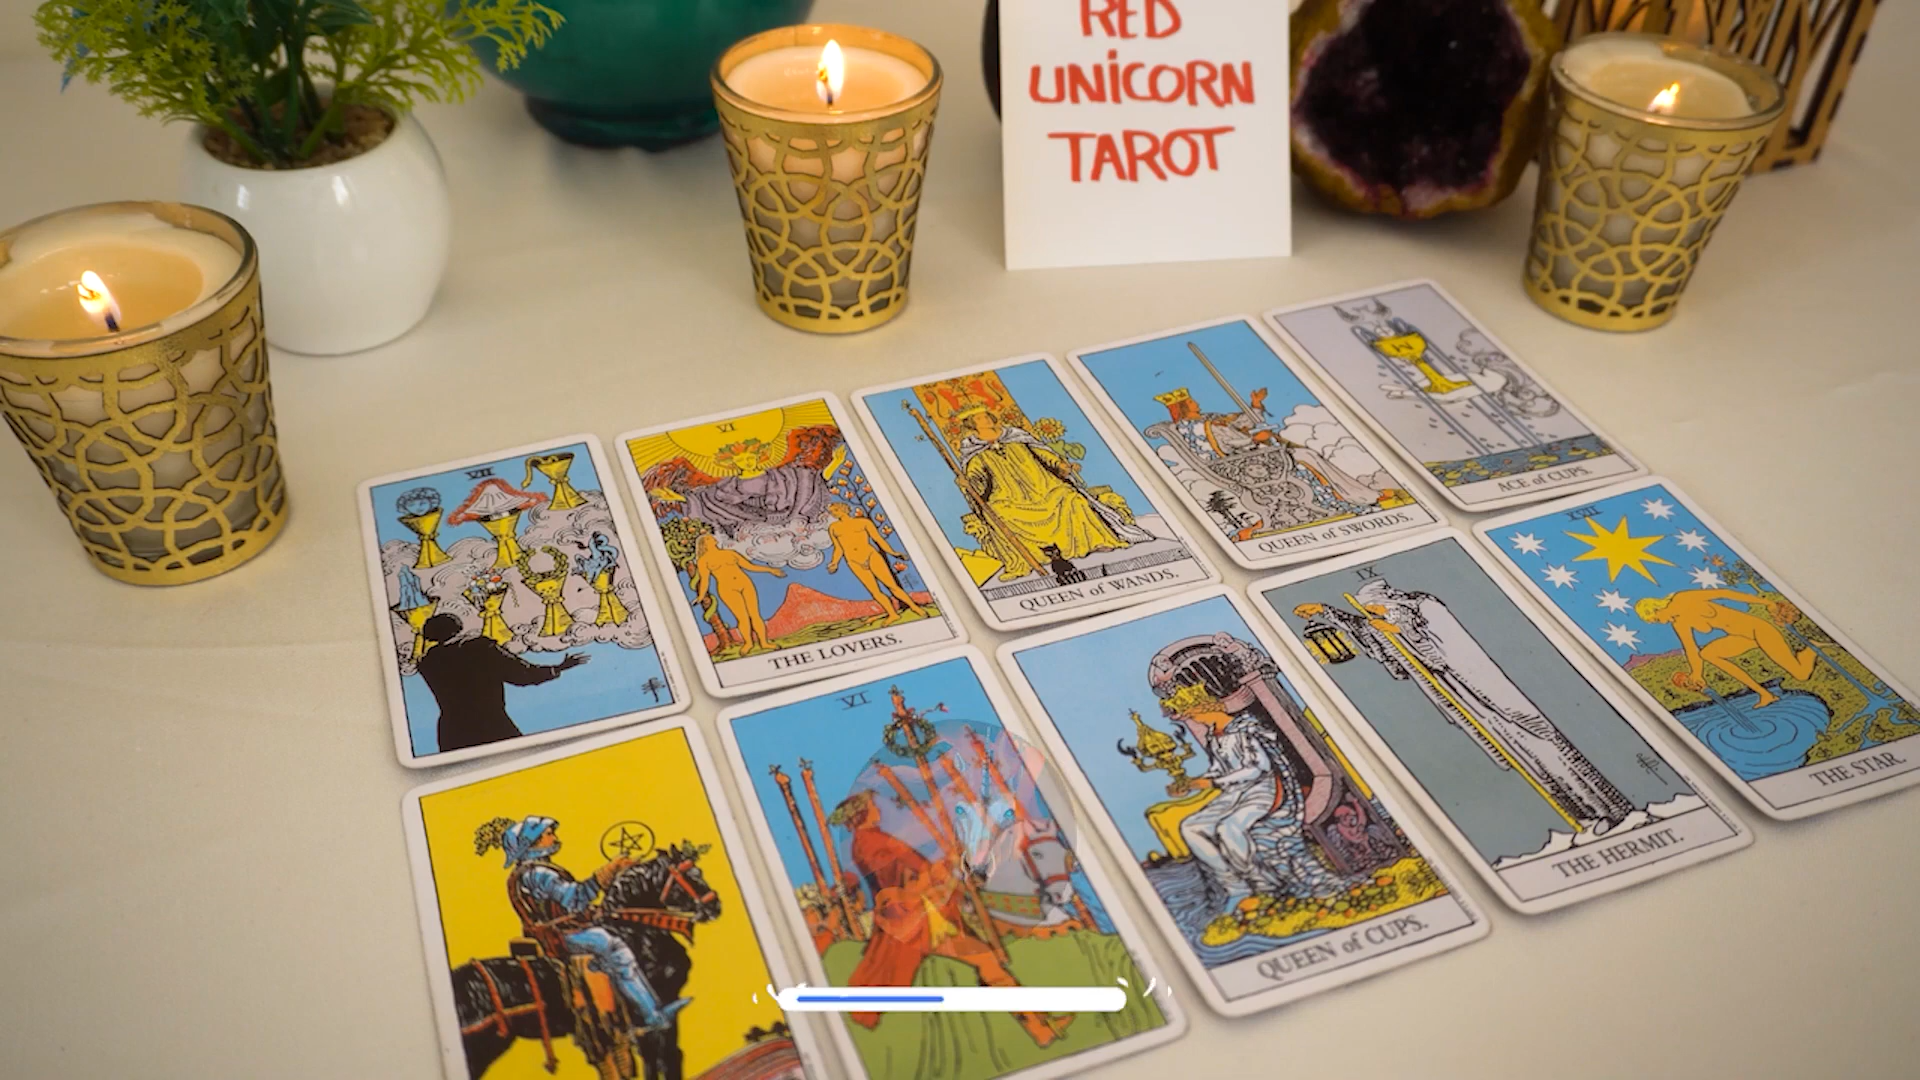 RED
UNICORN
TAROT
VII
VI
THE LOVERS.
QUEEN of WANDS.
QUEEN of SWORDS.
ACE of CUPS.
VI
QUEEN of CUPS.
IX
THE HERMIT.
XVII
THE STAR.